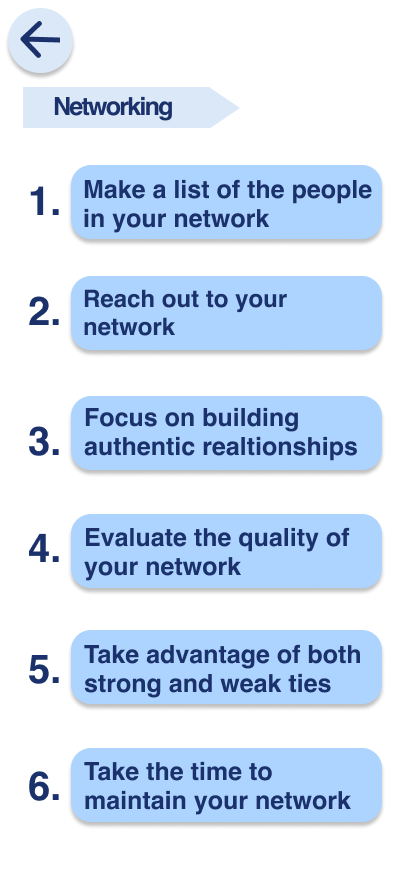 Networking
1. Make a list of the people
in your network
2. Reach out to your
network
3. Focus on building
authentic realtionships
4. Evaluate the quality of
your network
5. Take advantage of both
strong and weak ties
6. Take the time to
maintain your network